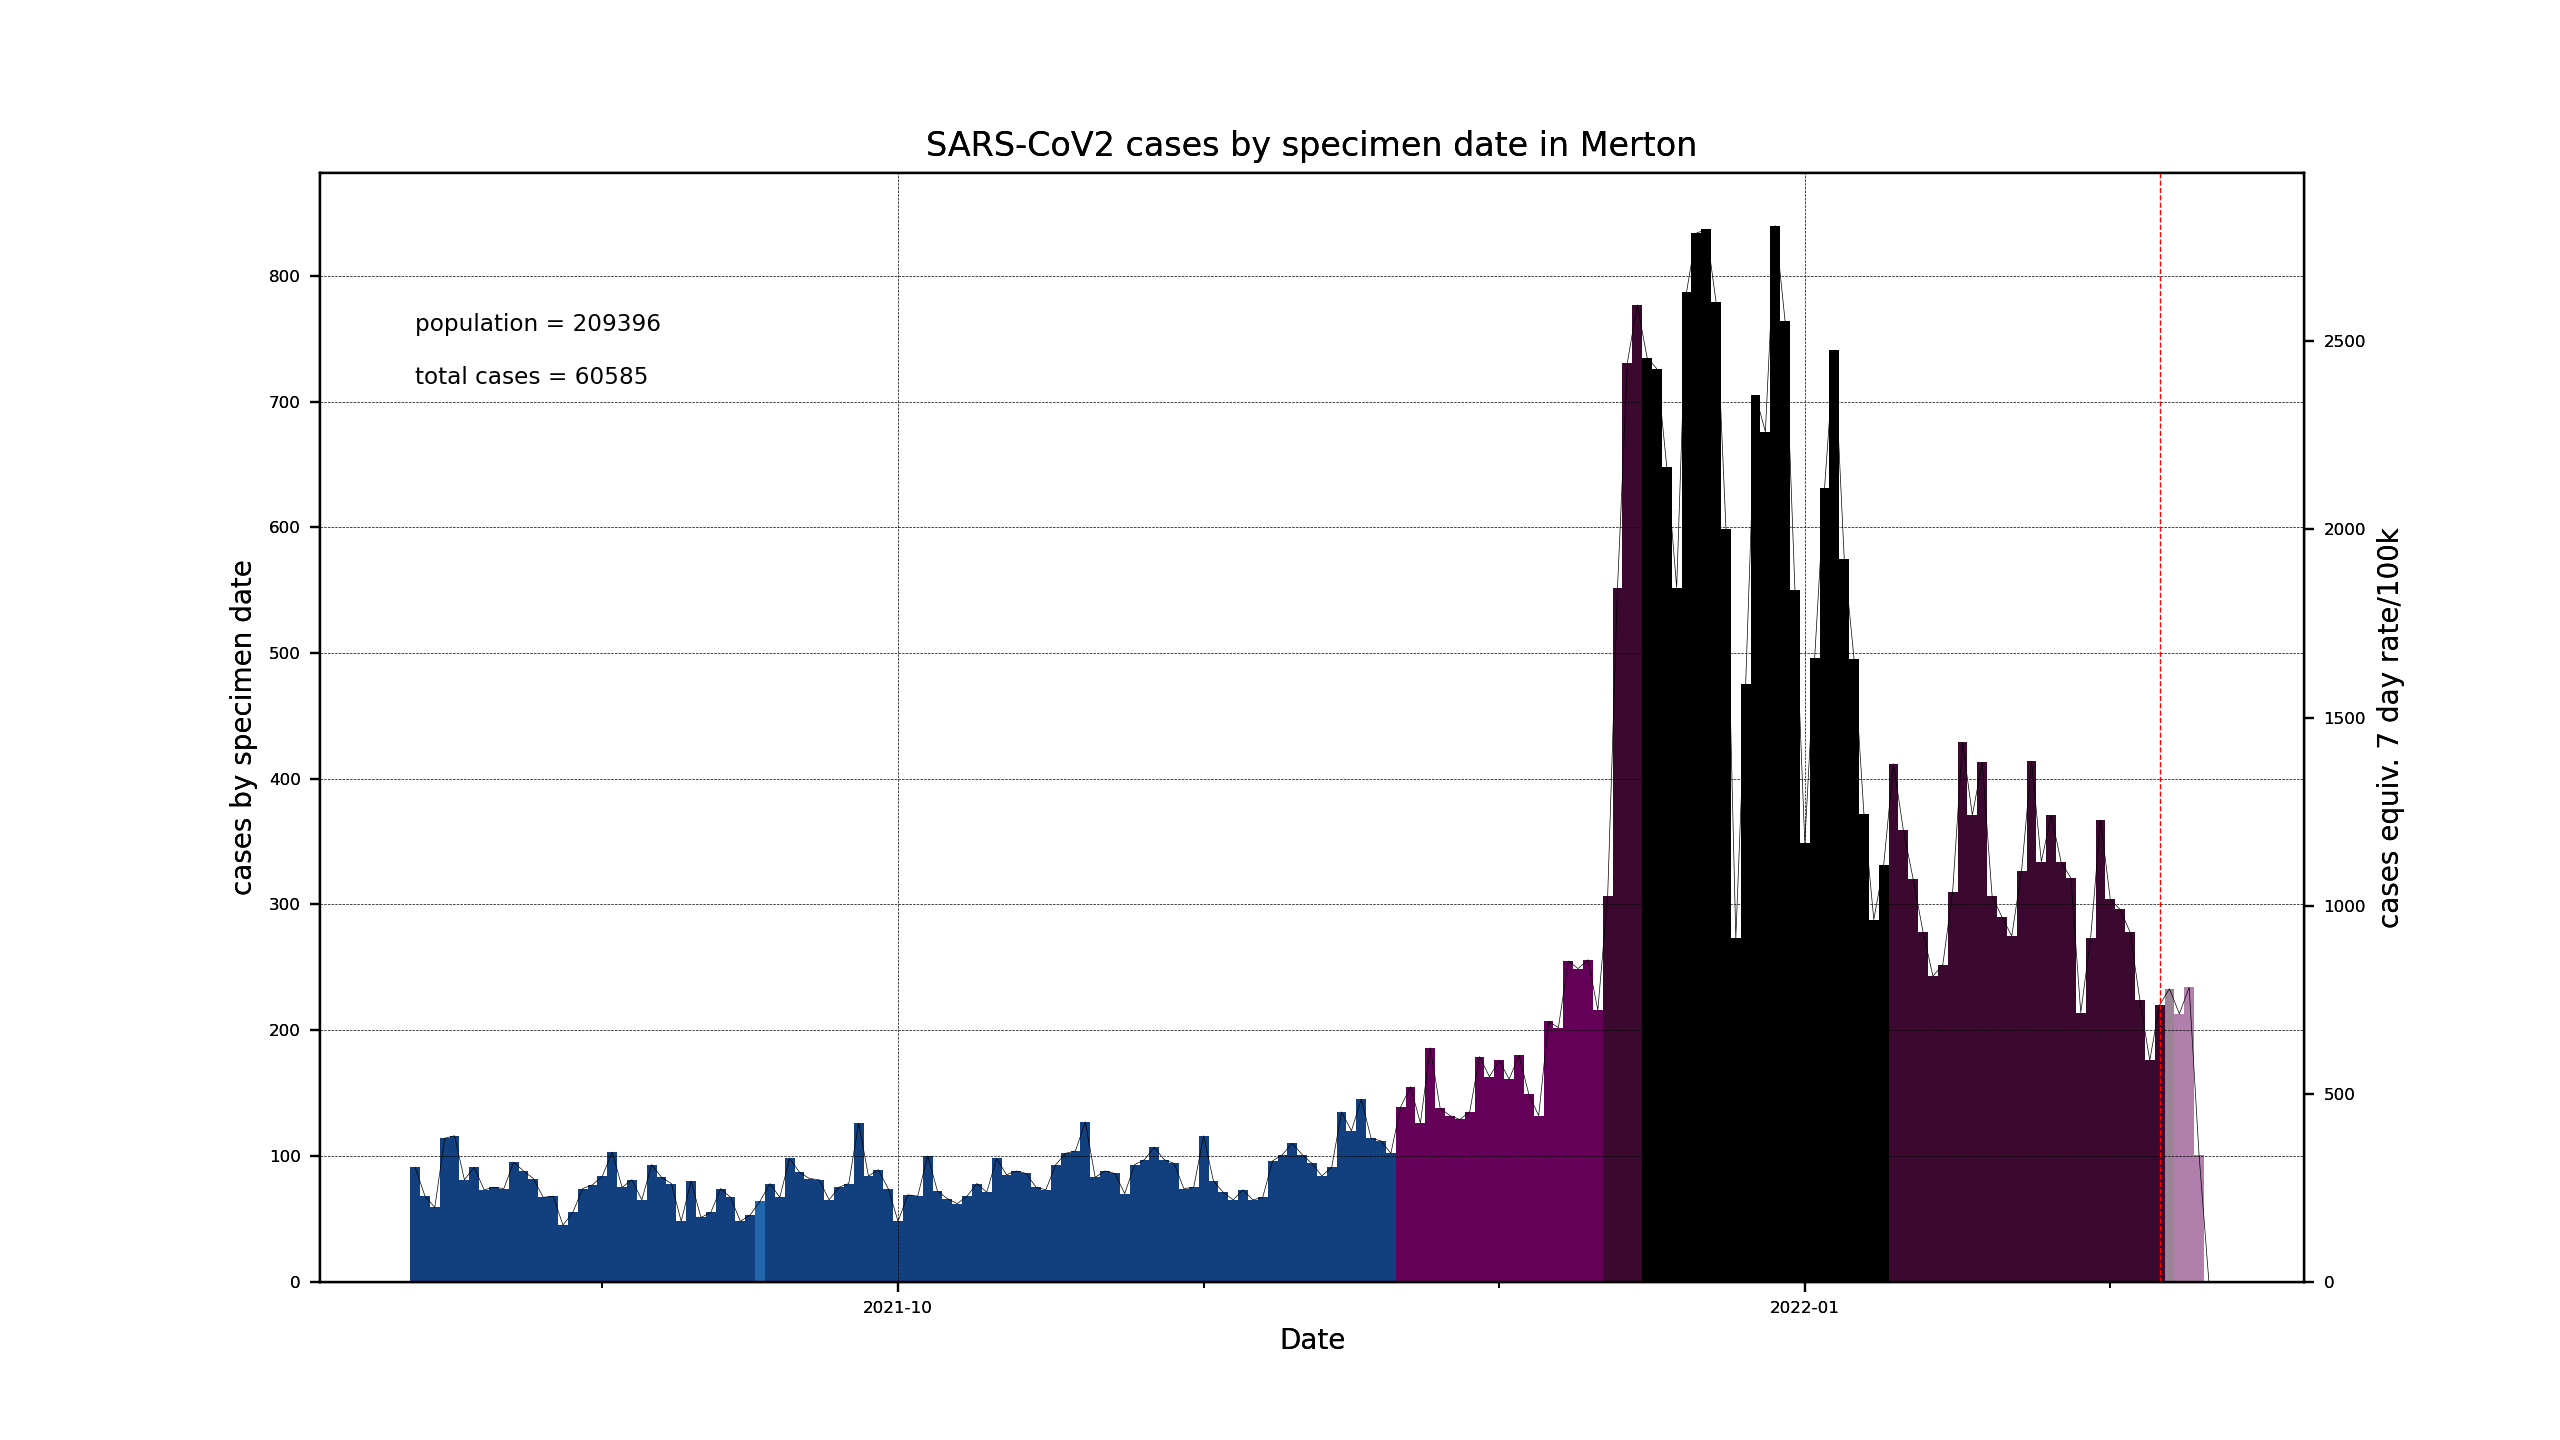 SARS-CoV2 cases by specimen date in Merton
population = 209396
total cases = 60585
cases by specimen date
800
700
600
500
400
300
200
100
0
2500
2000
1500
1000
500
0
cases equiv. 7 day rate/100k
2021-10
2022-01
Date